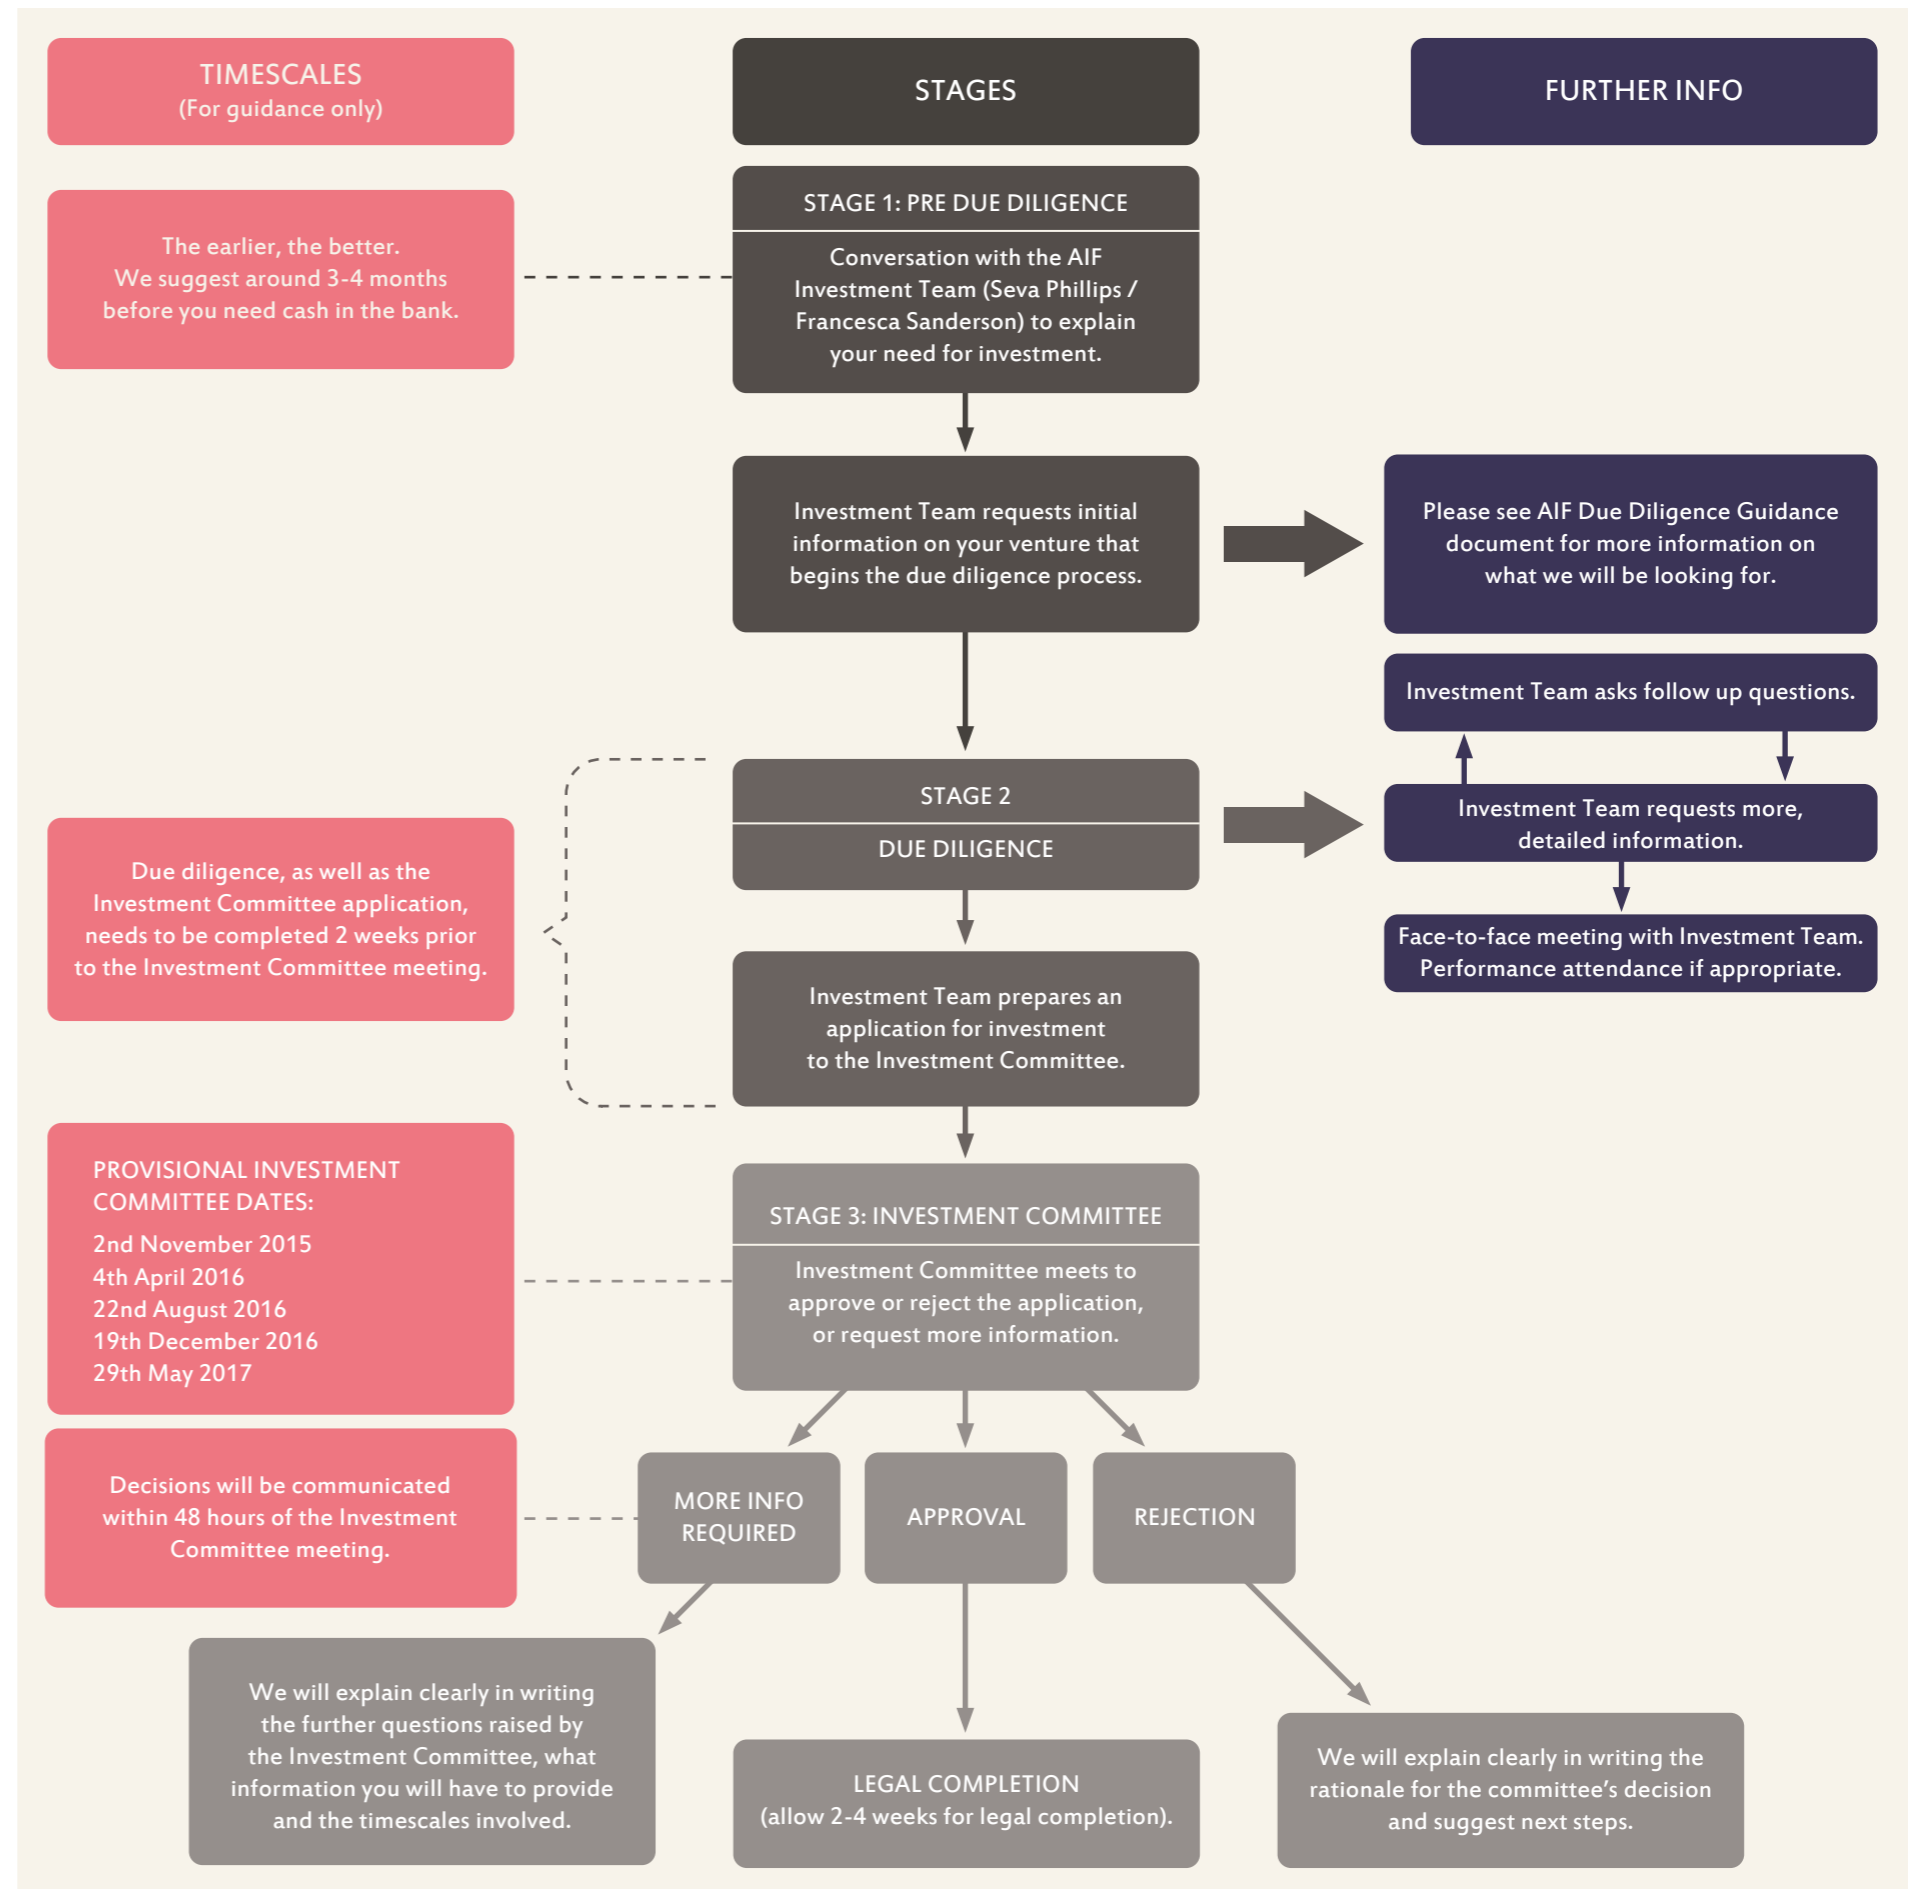 TIMESCALES
(For guidance only)
STAGES
FURTHER INFO
The earlier, the better.
We suggest around 3-4 months
before you need cash in the bank.
STAGE 1: PRE DUE DILIGENCE
Conversation with the AIF
Investment Team (Seva Phillips /
Francesca Sanderson) to explain
your need for investment.
Investment Team requests initial
information on your venture that
begins the due diligence process.
Please see AIF Due Diligence Guidance
document for more information on
what we will be looking for.
Investment Team asks follow up questions.
Investment Team requests more,
detailed information.
Face-to-face meeting with Investment Team.
Performance attendance if appropriate.
STAGE 2
DUE DILIGENCE
Due diligence, as well as the
Investment Committee application,
needs to be completed 2 weeks prior
to the Investment Committee meeting.
Investment Team prepares an
application for investment
to the Investment Committee.
PROVISIONAL INVESTMENT
COMMITTEE DATES:
2nd November 2015
4th April 2016
22nd August 2016
19th December 2016
29th May 2017
STAGE 3: INVESTMENT COMMITTEE
Investment Committee meets to
approve or reject the application,
or request more information.
Decisions will be communicated
within 48 hours of the Investment
Committee meeting.
MORE INFO
REQUIRED
APPROVAL
REJECTION
We will explain clearly in writing
the further questions raised by
the Investment Committee, what
information you will have to provide
and the timescales involved.
LEGAL COMPLETION
(allow 2-4 weeks for legal completion).
We will explain clearly in writing the
rationale for the committee’s decision
and suggest next steps.